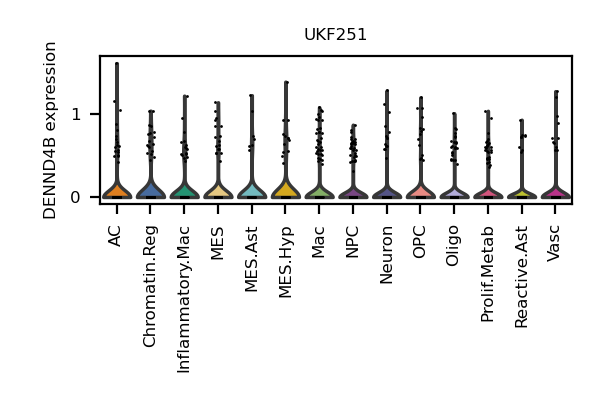 UKF251
DENND4B expression
1
0
AC
Chromatin.Reg
Inflammatory.Mac
MES
MES.Ast
MES.Hyp
Mac
NPC
Neuron
OPC
Oligo
Prolif.Metab
Reactive.Ast
Vasc